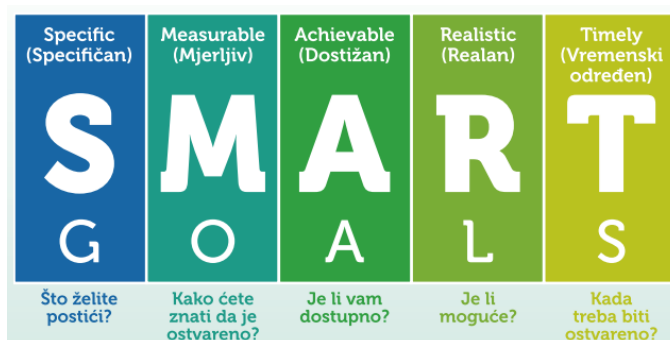 Specific
(Specifičan)
Measurable
(Mjerljiv)
Achievable
(Dostižan)
Realistic
(Realan)
Timely
(Vremenski
određen)
S M A R T
G O A L S
Što želite
postići?
Kako ćete
znati da je
ostvareno?
Je li vam
dostupno?
Je li
moguće?
Kada
treba biti
ostvareno?